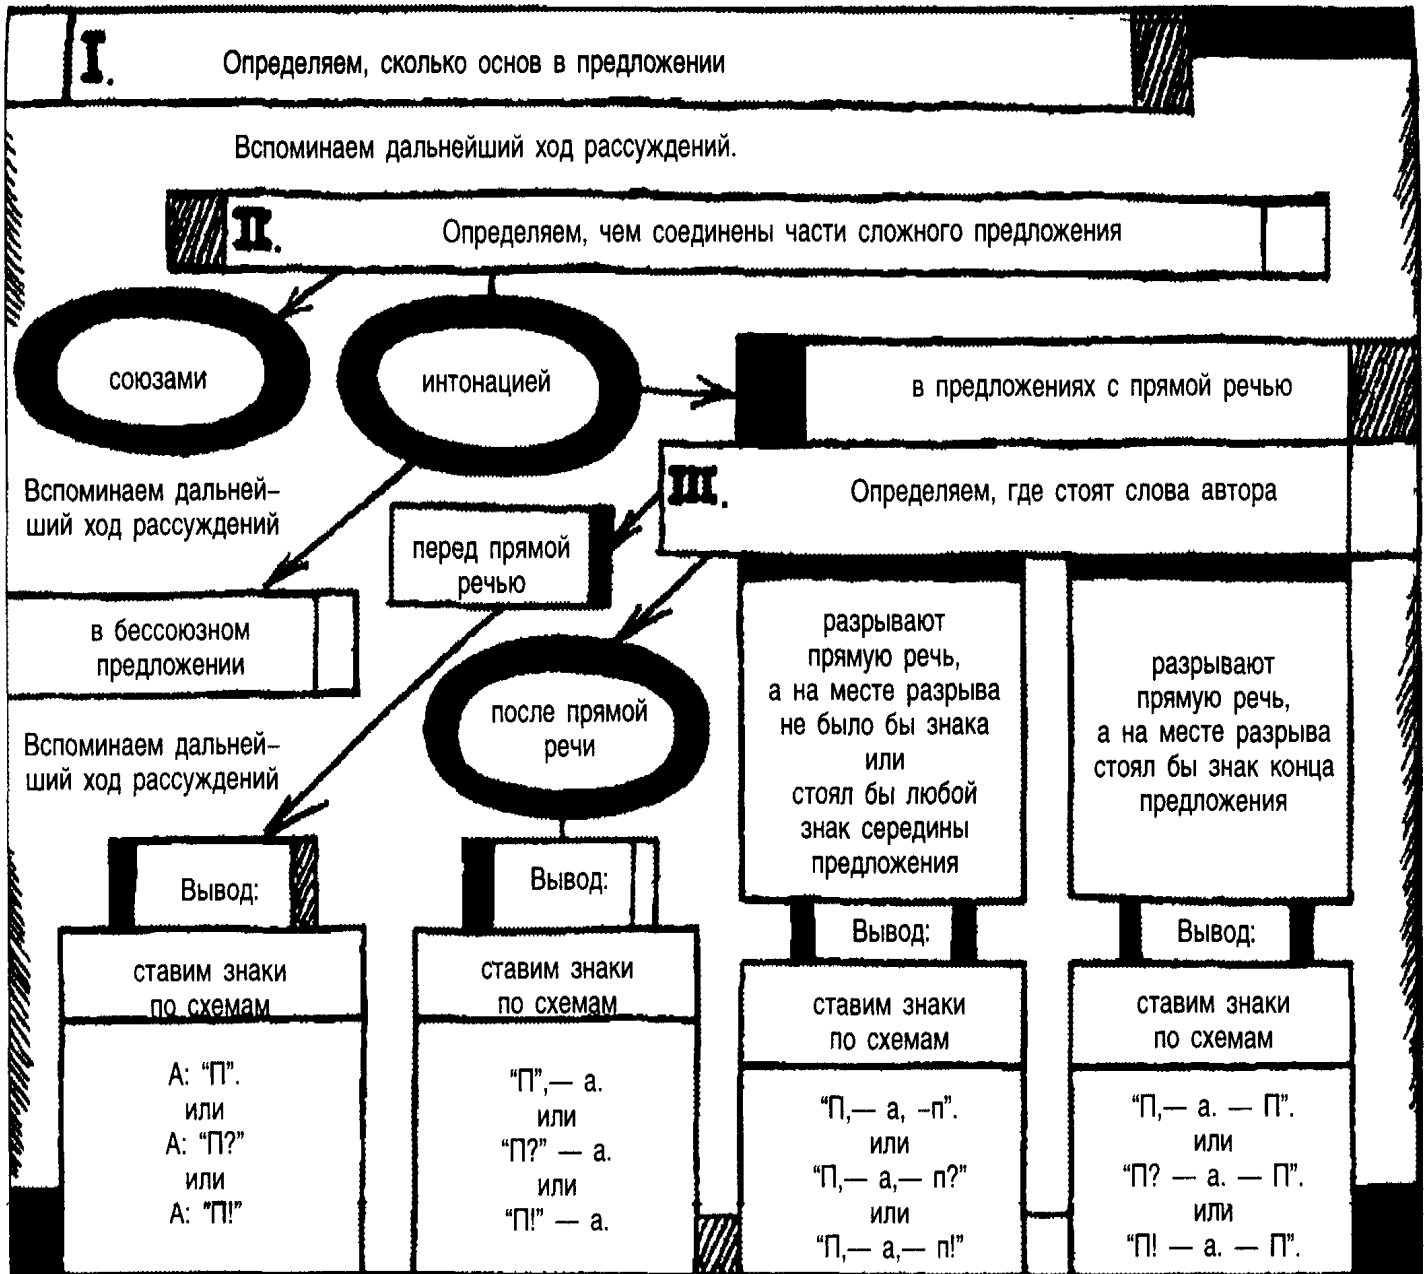 I. Определяем, сколько основ в предложении
Вспоминаем дальнейший ход рассуждений.
II. Определяем, чем соединены части сложного предложения
союзами
интонацией
в предложениях с прямой речью
Вспоминаем дальней–
ший ход рассуждений
III. Определяем, где стоят слова автора
перед прямой
речью
в бессоюзном
предложении
после прямой
речи
разрывают
прямую речь,
а на месте разрыва
не было бы знака
или
стоял бы любой
знак середины
предложения
разрывают
прямую речь,
а на месте разрыва
стоял бы знак конца
предложения
Вспоминаем дальней–
ший ход рассуждений
Вывод:
ставим знаки
по схемам
А: “П”.
или
А: “П?”
или
А: "П!”
Вывод:
ставим знаки
по схемам
“П”,— а.
или
“П?” — а.
или
“П!” — а.
Вывод:
ставим знаки
по схемам
“П,— а, –п”.
или
“П,— а,— п?”
или
“П,— а,— п!”
Вывод:
ставим знаки
по схемам
“П,— а. — П”.
или
“П? — а. — П”.
или
“П! — а. — П”.